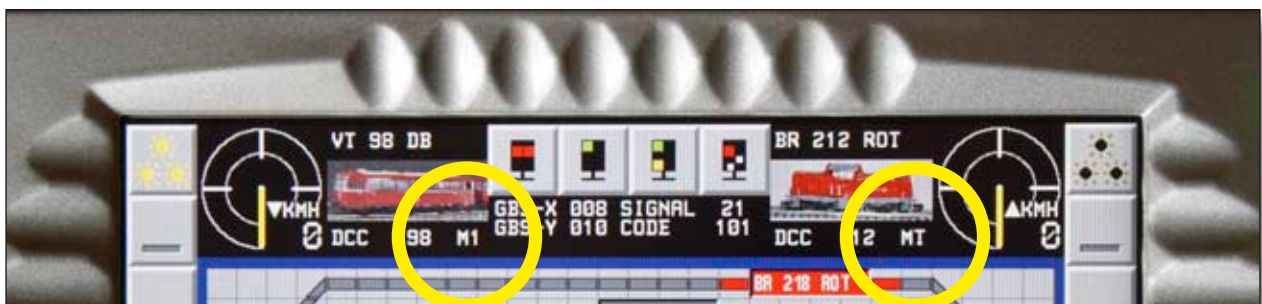 VT 98 DB
BR 212 ROT
GBS-X 008 SIGNAL 21
GBS-Y 010 CODE 101
▼KMH
0
DCC 98 M1
DCC 12 MT
▲KMH
0
BR 218 ROT